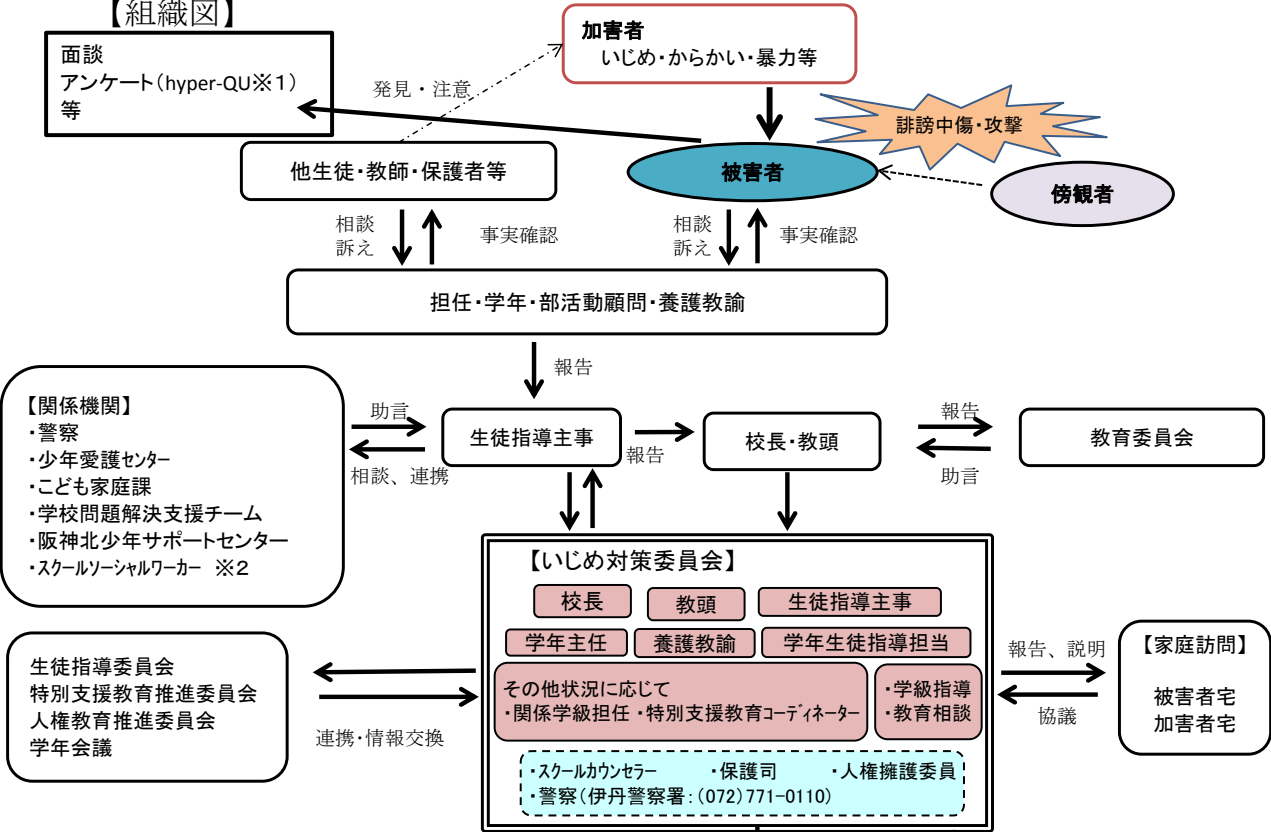 【組織図】
面談
アンケート(hyper-QU※1)
等
加害者
いじめ・からかい・暴力等
発見・注意
誹謗中傷・攻撃
他生徒・教師・保護者等
被害者
傍観者
相談
訴え
事実確認
相談
訴え
事実確認
担任・学年・部活動顧問・養護教諭
報告
【関係機関】
・警察
・少年愛護センター
・こども家庭課
・学校問題解決支援チーム
・阪神北少年サポートセンター
・スクールソーシャルワーカー ※2
助言
相談、連携
生徒指導主事
報告
校長・教頭
報告
助言
教育委員会
【いじめ対策委員会】
校長
教頭
生徒指導主事
学年主任
養護教諭
学年生徒指導担当
その他状況に応じて
・関係学級担任 ・特別支援教育コーディネーター
・学級指導
・教育相談
・スクールカウンセラー ・保護司 ・人権擁護委員
・警察(伊丹警察署:(072)771-0110)
生徒指導委員会
特別支援教育推進委員会
人権教育推進委員会
学年会議
連携・情報交換
報告、説明
協議
【家庭訪問】
被害者宅
加害者宅